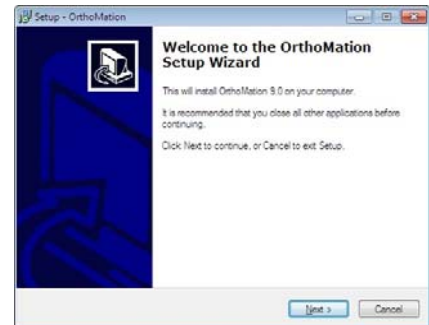 Setup - OrthoMation
Welcome to the OrthoMation
Setup Wizard
This will install OrthoMation 9.0 on your computer.
It is recommended that you close all other applications before
continuing.
Click Next to continue, or Cancel to exit Setup.
Next >
Cancel